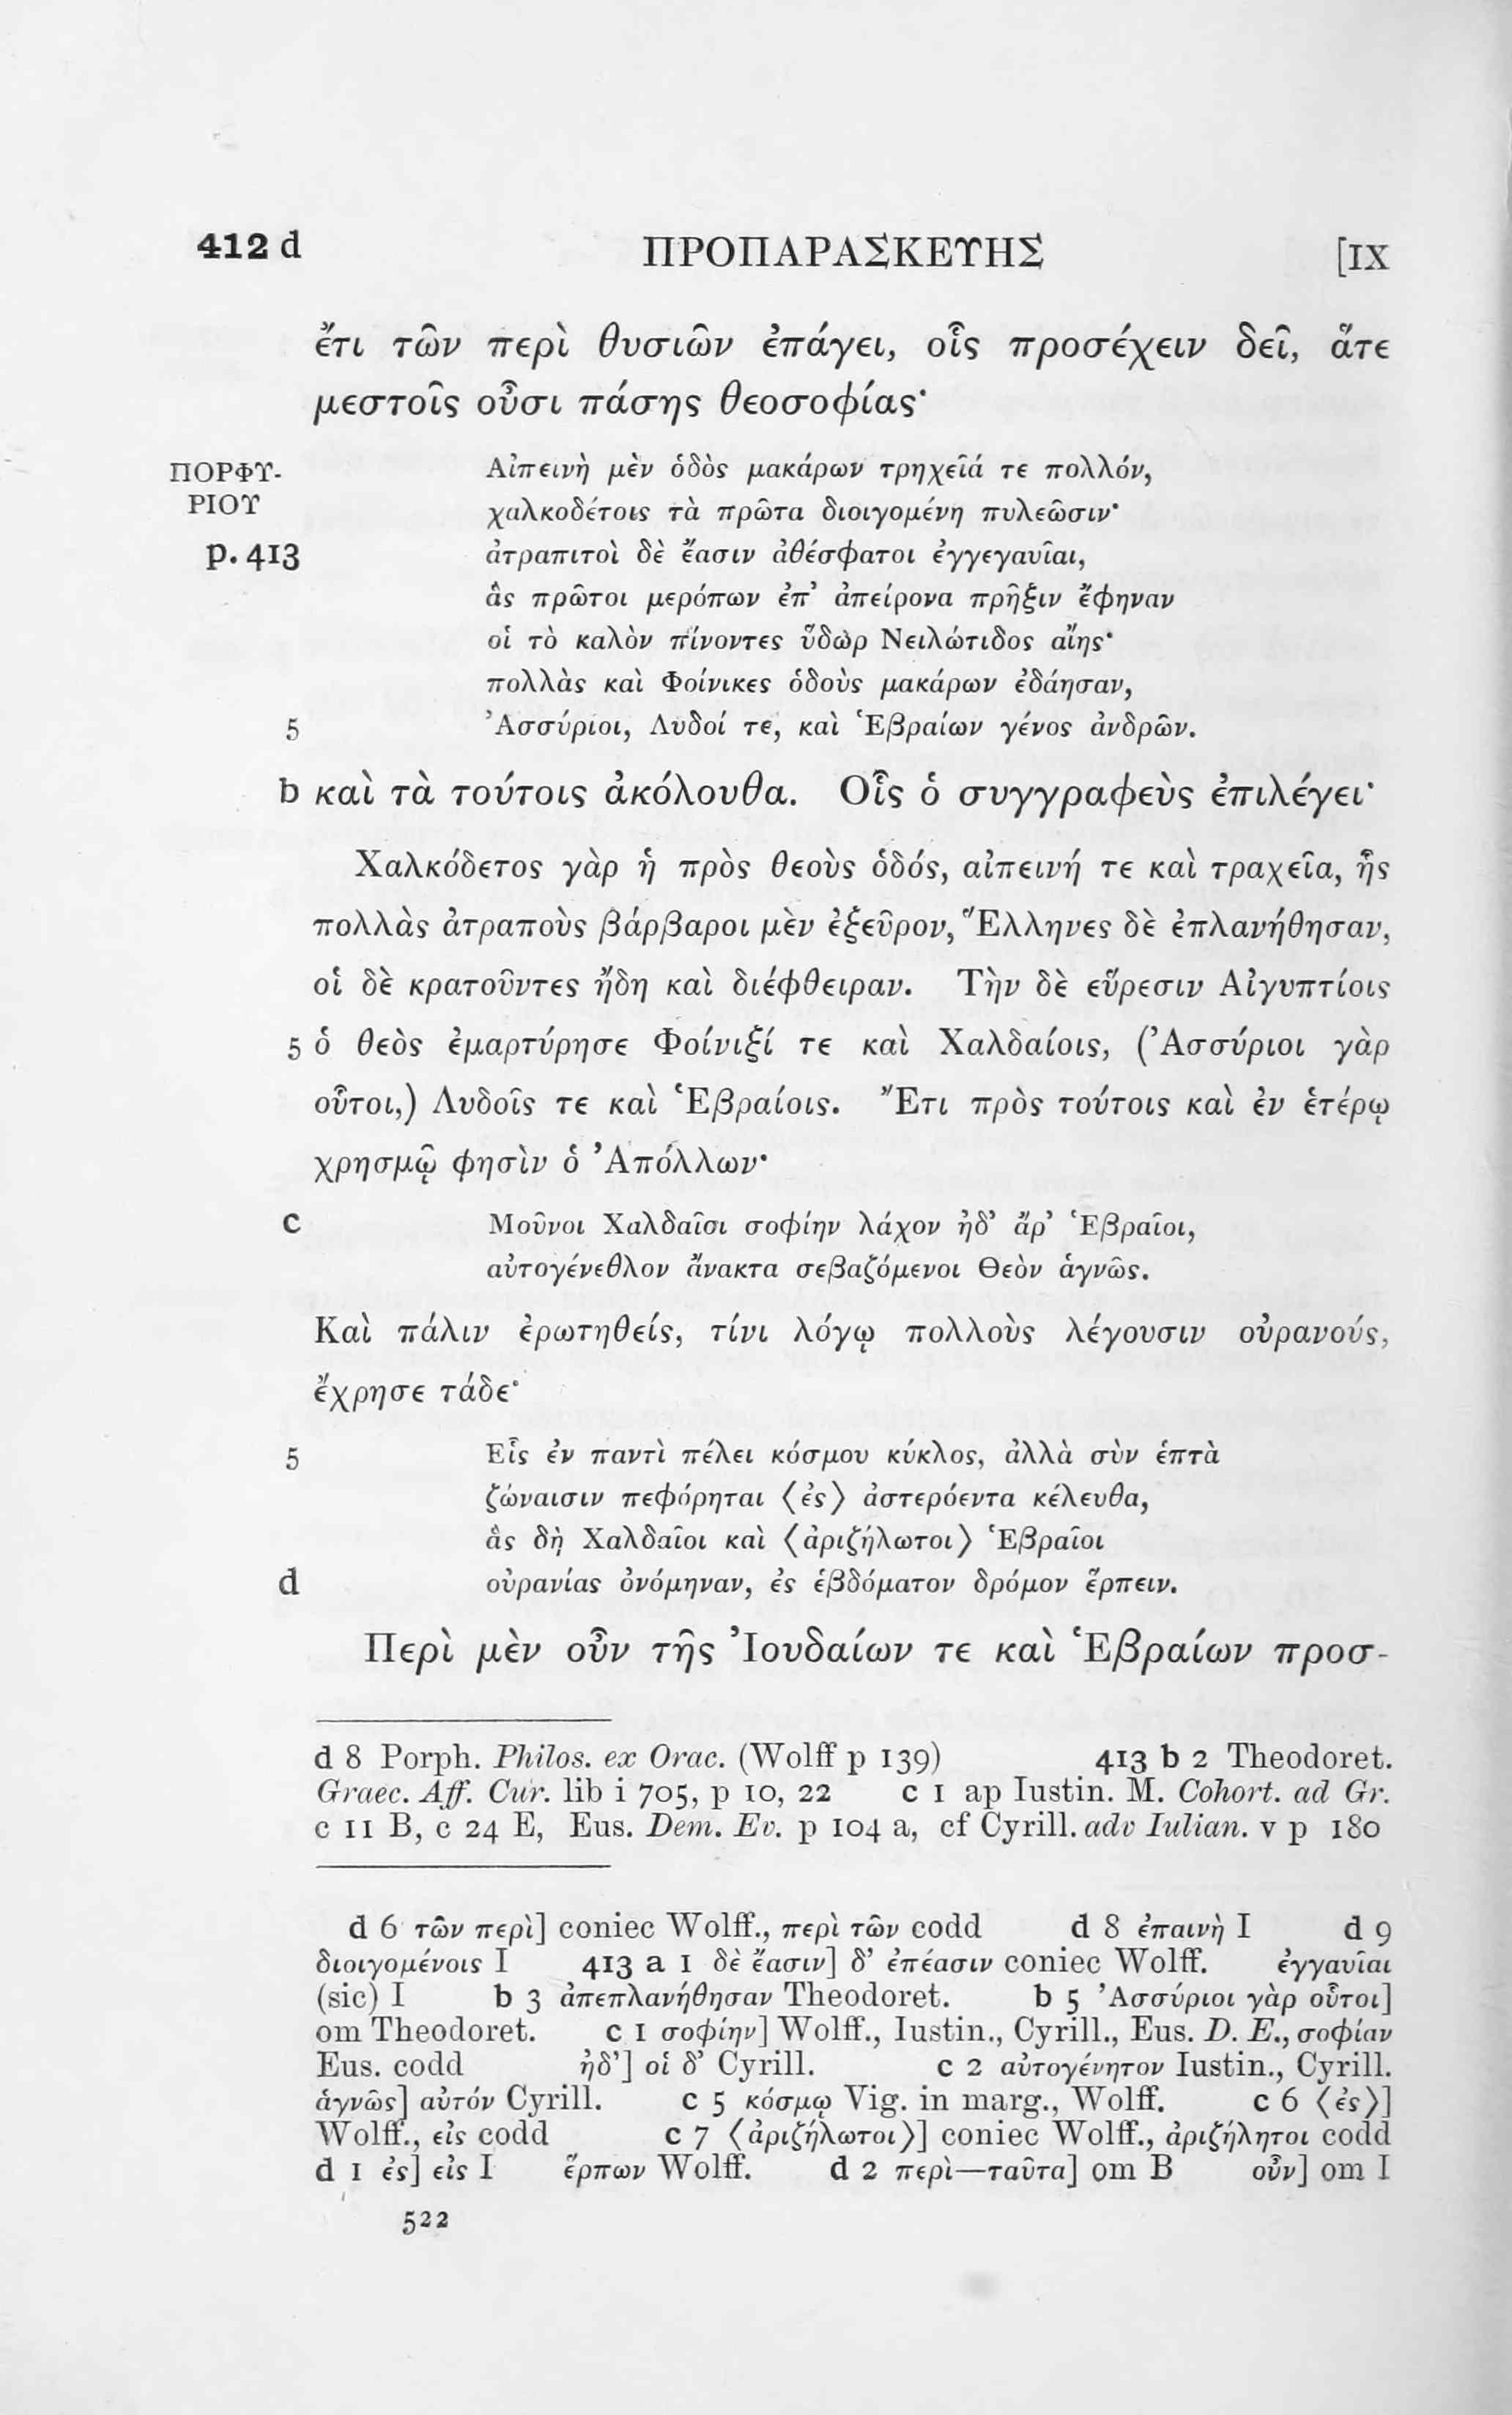 412 d ΠΡΟΠΑΡΑΣΚΕΥΗΣ [IX
ἔτι τῶν περὶ θυσιῶν ἐπάγει, οἷς προσέχειν δεῖ, ἅτε
μεστοῖς οὖσι πάσης θεοσοφίας·
ΠΟΡΦΥ- Αἰπεινὴ μὲν ὁδὸς μακάρων τρηχεῖά τε πολλόν,
ΡΙΟΥ χαλκοδέτοις τὰ πρῶτα διοιγομένη πυλεῶσιν·
p. 413 ἀτραπιτοὶ δὲ ἔασιν ἀθέσφατοι ἐγγεγαυῖαι,
ἃς πρῶτοι μερόπων ἐπ’ ἀπείρονα πρῆξιν ἔφηναν
οἱ τὸ καλὸν πίνοντες ὕδωρ Νειλώτιδος αἴης·
πολλὰς καὶ Φοίνικες ὁδοὺς μακάρων ἐδάησαν,
5 Ἀσσύριοι, Λυδοί τε, καὶ Ἑβραίων γένος ἀνδρῶν.
b καὶ τὰ τούτοις ἀκόλουθα. Οἷς ὁ συγγραφεὺς ἐπιλέγει·
Χαλκόδετος γὰρ ἡ πρὸς θεοὺς ὁδός, αἰπεινή τε καὶ τραχεῖα, ἧς
πολλὰς ἀτραποὺς βάρβαροι μὲν ἐξεῦρον, Ἕλληνες δὲ ἐπλανήθησαν,
οἱ δὲ κρατοῦντες ἤδη καὶ διέφθειραν. Τὴν δὲ εὕρεσιν Αἰγυπτίοις
5 ὁ θεὸς ἐμαρτύρησε Φοίνιξί τε καὶ Χαλδαίοις, (Ἀσσύριοι γὰρ
οὗτοι,) Λυδοῖς τε καὶ Ἑβραίοις. Ἔτι πρὸς τούτοις καὶ ἐν ἑτέρῳ
χρησμῷ φησὶν ὁ Ἀπόλλων·
c Μοῦνοι Χαλδαῖσι σοφίην λάχον ἠδ’ ἄρ’ Ἑβραῖοι,
αὐτογένεθλον ἄνακτα σεβαζόμενοι Θεὸν ἁγνῶς.
Καὶ πάλιν ἐρωτηθείς, τίνι λόγῳ πολλοὺς λέγουσιν οὐρανούς,
ἔχρησε τάδε·
5 Εἷς ἐν παντὶ πέλει κόσμου κύκλος, ἀλλὰ σὺν ἑπτὰ
ζώναισιν πεφόρηται ⟨ἐς⟩ ἀστερόεντα κέλευθα,
ἃς δὴ Χαλδαῖοι καὶ ⟨ἀριζήλωτοι⟩ Ἑβραῖοι
d οὐρανίας ὀνόμηναν, ἐς ἑβδόματον δρόμον ἕρπειν.
Περὶ μὲν οὖν τῆς Ἰουδαίων τε καὶ Ἑβραίων προσ-
d 8 Porph. Philos. ex Orac. (Wolff p 139) 413 b 2 Theodoret.
Graec. Aff. Cur. lib i 705, p 10, 22 c 1 ap Iustin. M. Cohort. ad Gr.
c 11 B, c 24 E, Eus. Dem. Ev. p 104 a, cf Cyrill. adv Iulian. v p 180
d 6 τῶν περὶ] coniec Wolff., περὶ τῶν codd d 8 ἐπαινὴ I d 9
διοιγομένοις I 413 a 1 δὲ ἔασιν] δ’ ἐπέασιν coniec Wolff. ἐγγαυῖαι
(sic) I b 3 ἀπεπλανήθησαν Theodoret. b 5 Ἀσσύριοι γὰρ οὗτοι]
om Theodoret. c 1 σοφίην] Wolff., Iustin., Cyrill., Eus. D. E., σοφίαν
Eus. codd ἠδ’] οἱ δ’ Cyrill. c 2 αὐτογένητον Iustin., Cyrill.
ἁγνῶς] αὐτόν Cyrill. c 5 κόσμῳ Vig. in marg., Wolff. c 6 ⟨ἐς⟩]
Wolff., εἰς codd c 7 ⟨ἀριζήλωτοι⟩] coniec Wolff., ἀριζήλητοι codd
d 1 ἐς] εἰς I ἕρπων Wolff. d 2 περὶ—ταῦτα] om B οὖν] om I
522